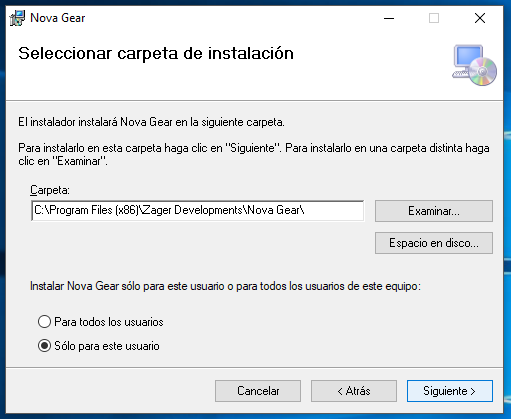 Nova Gear
Seleccionar carpeta de instalación
El instalador instalará Nova Gear en la siguiente carpeta.
Para instalarlo en esta carpeta haga clic en "Siguiente". Para instalarlo en una carpeta distinta haga
clic en "Examinar".
Carpeta:
C:\Program Files (x86)\Zager Developments\Nova Gear\
Examinar...
Espacio en disco...
Instalar Nova Gear sólo para este usuario o para todos los usuarios de este equipo:
Para todos los usuarios
Sólo para este usuario
Cancelar
< Atrás
Siguiente >